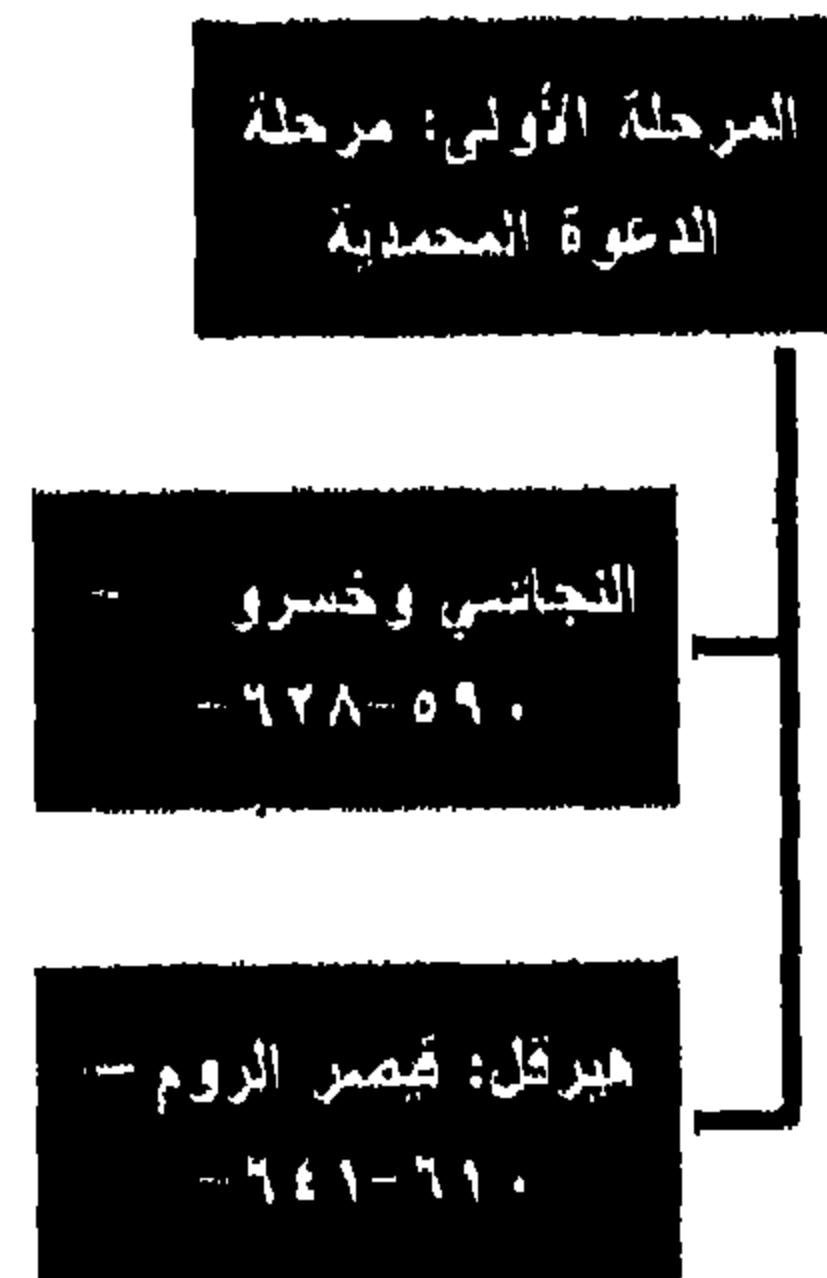 المرحلة الأولى: مرحلة
الدعوة المحمدية
النجاشي وخسرو -
-٦٢٨-٥٩٠
هيرقل: قيصر الروم -
-٦٤١-٦١٠